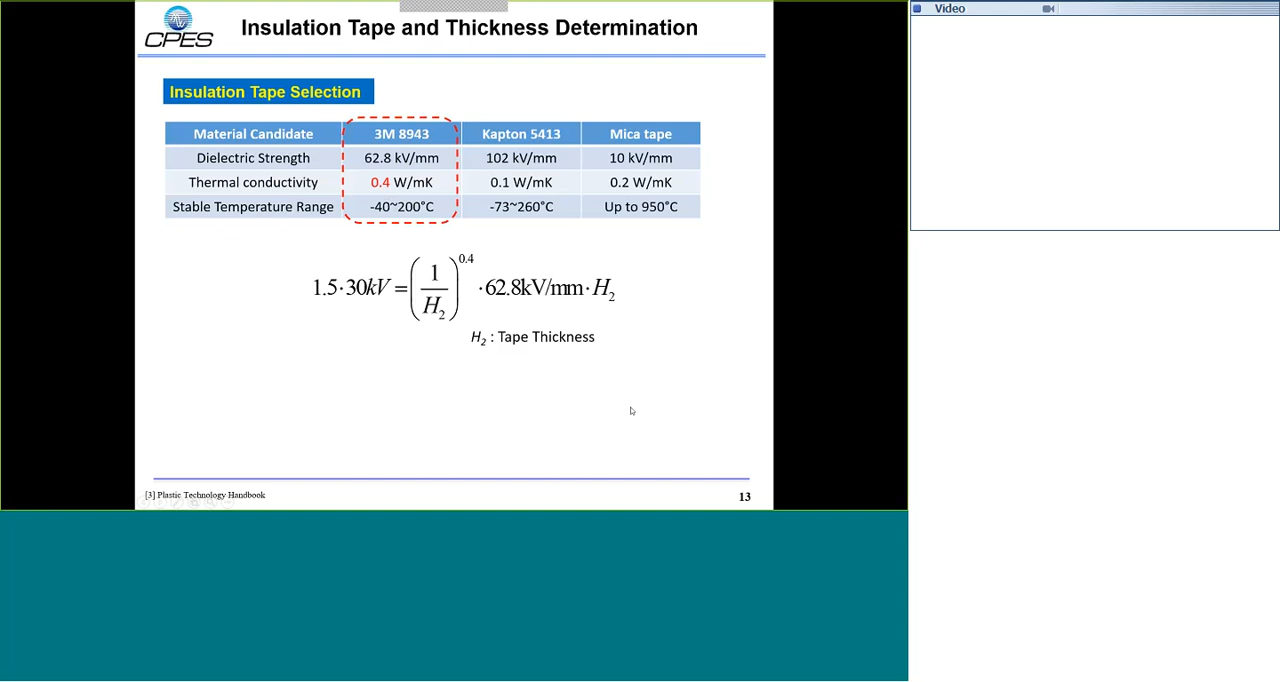 Video
CPES
Insulation Tape and Thickness Determination
Insulation Tape Selection
Material Candidate 3M 8943 Kapton 5413 Mica tape
Dielectric Strength 62.8 kV/mm 102 kV/mm 10 kV/mm
Thermal conductivity 0.4 W/mK 0.1 W/mK 0.2 W/mK
Stable Temperature Range -40~200°C -73~260°C Up to 950°C
1.5·30kV = (1/H₂)^0.4 ·62.8kV/mm·H₂
H₂ : Tape Thickness
[3] Plastic Technology Handbook
13